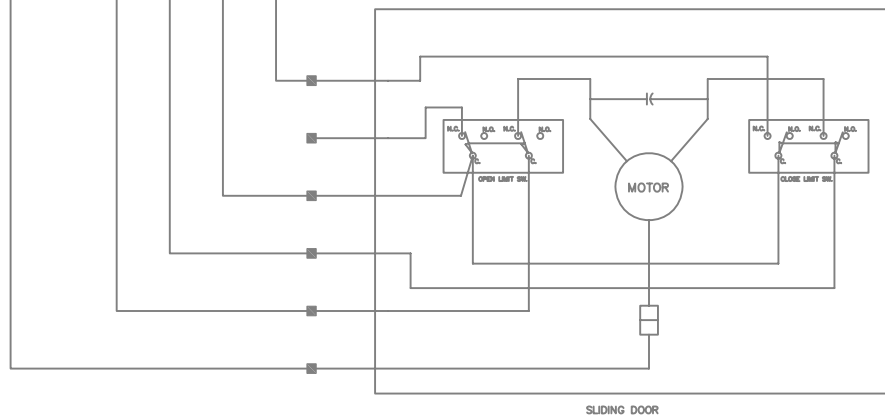 N.C. N.O. N.C. N.O.
N.C. N.O. N.C. N.O.
C. C.
C. C.
OPEN LIMIT SW.
CLOSE LIMIT SW.
MOTOR
SLIDING DOOR